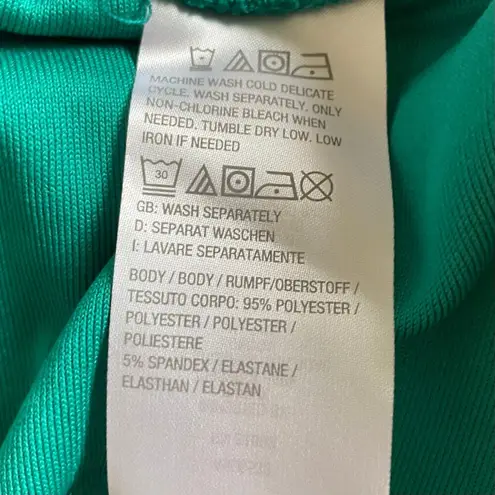 MACHINE WASH COLD DELICATE
CYCLE. WASH SEPARATELY. ONLY
NON-CHLORINE BLEACH WHEN
NEEDED. TUMBLE DRY LOW. LOW
IRON IF NEEDED
30
GB: WASH SEPARATELY
D: SEPARAT WASCHEN
I: LAVARE SEPARATAMENTE
BODY / BODY / RUMPF/OBERSTOFF /
TESSUTO CORPO: 95% POLYESTER /
POLYESTER / POLYESTER /
POLIESTERE
5% SPANDEX / ELASTANE /
ELASTHAN / ELASTAN